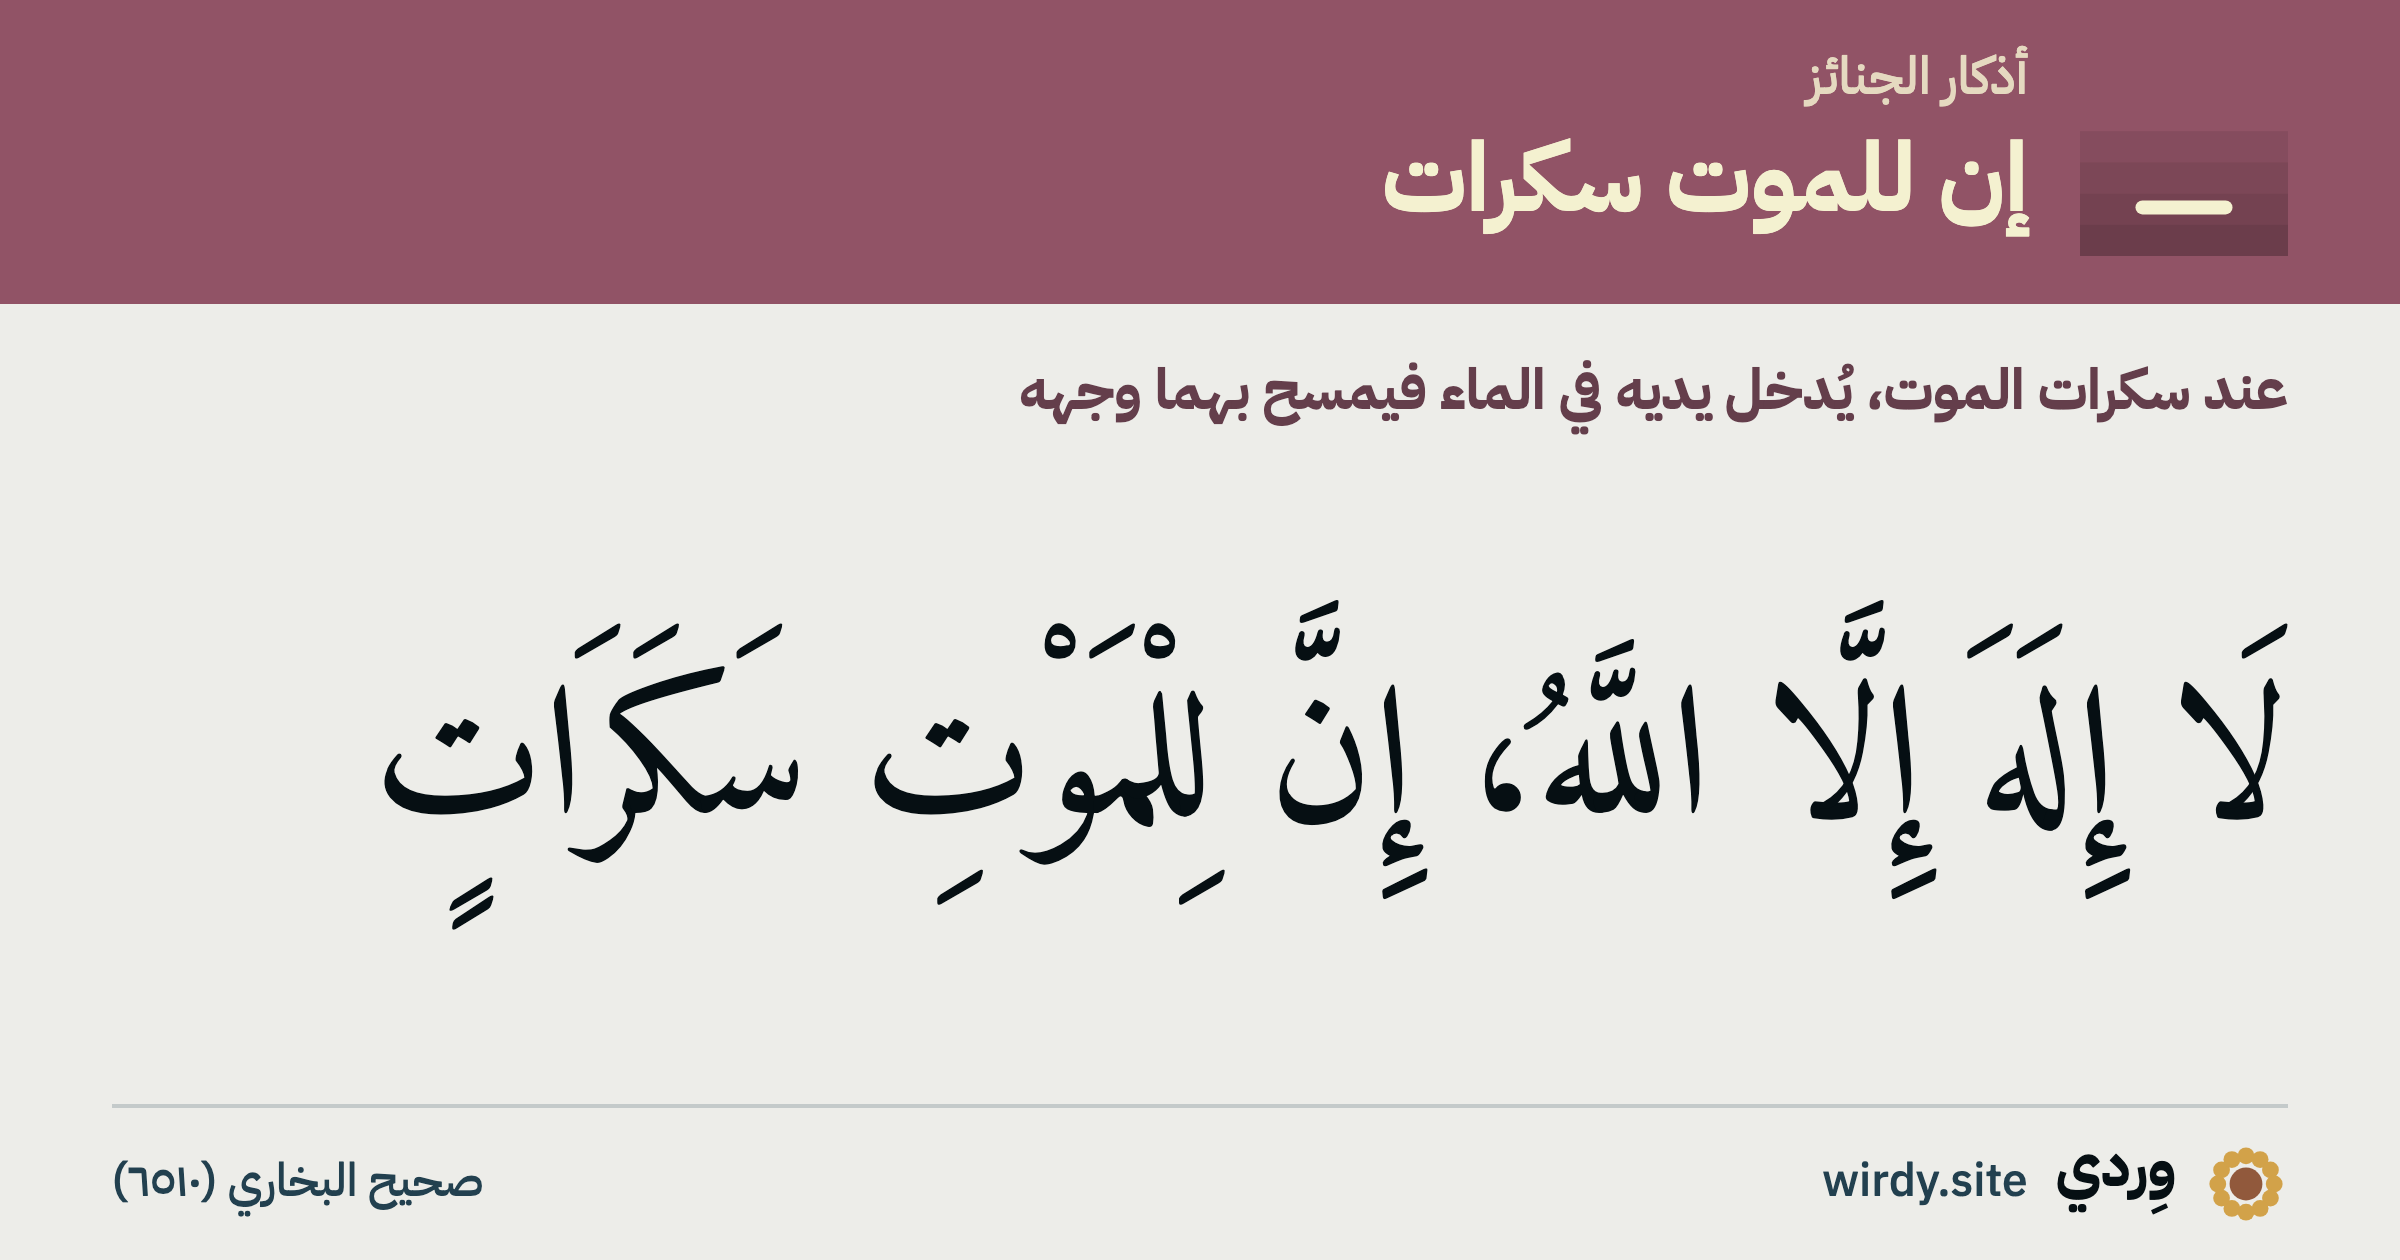 أذكار الجنائز
إن للموت سكرات
عند سكرات الموت، يُدخل يديه في الماء فيمسح بهما وجهه
لَا إِلَهَ إِلَّا اللَّهُ، إِنَّ لِلْمَوْتِ سَكَرَاتٍ
وِردي wirdy.site
صحيح البخاري (٦٥١٠)